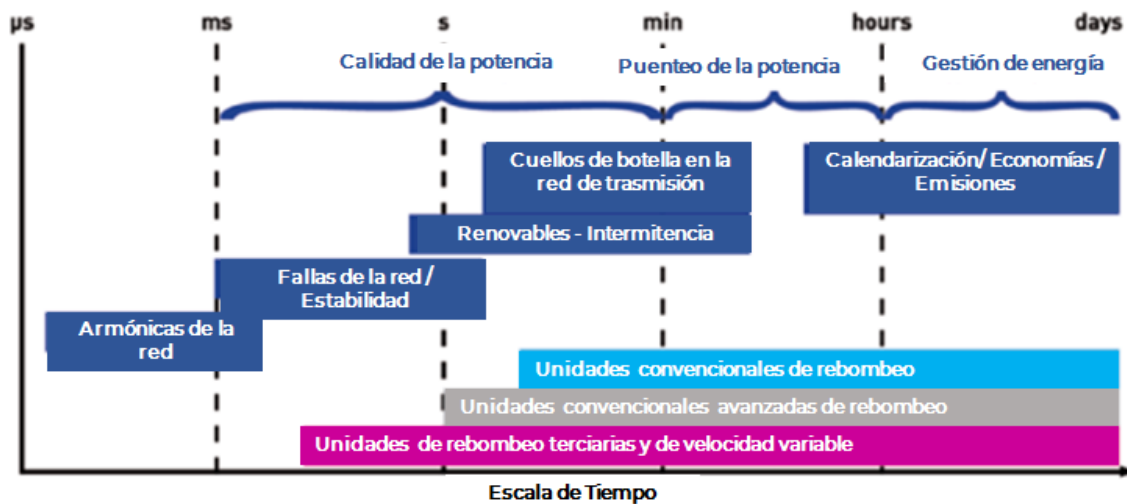 µs ms s min hours days
Calidad de la potencia
Puenteo de la potencia
Gestión de energía
Cuellos de botella en la
red de trasmisión
Calendarización/ Economías /
Emisiones
Renovables - Intermitencia
Fallas de la red /
Estabilidad
Armónicas de la
red
Unidades convencionales de rebombeo
Unidades convencionales avanzadas de rebombeo
Unidades de rebombeo terciarias y de velocidad variable
Escala de Tiempo